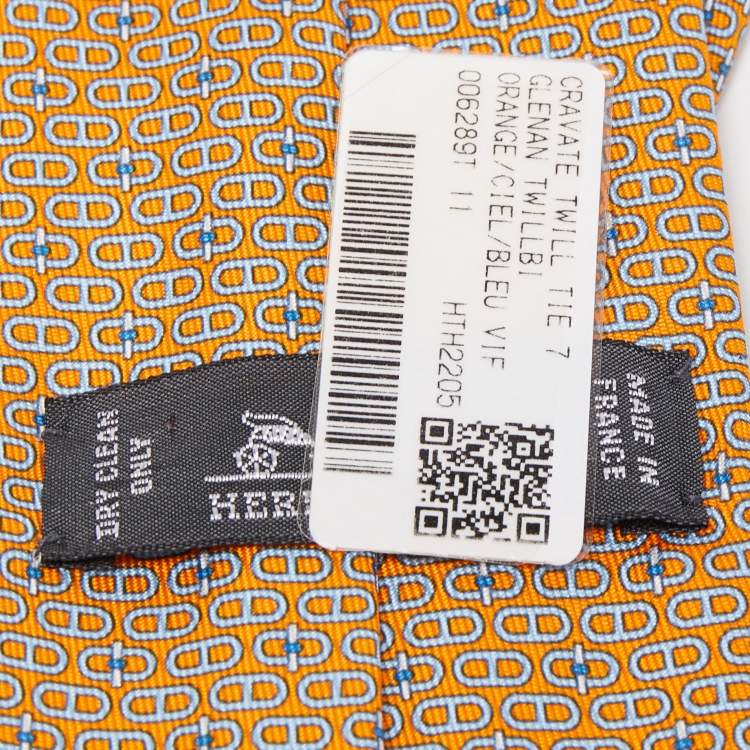 CRAVATE TWILL TIE 7
GLENAN TWILLBI
ORANGE/CIEL/BLEU VIF
006289T 11
HTH2205
DRY CLEAN
ONLY
MADE IN
FRANCE